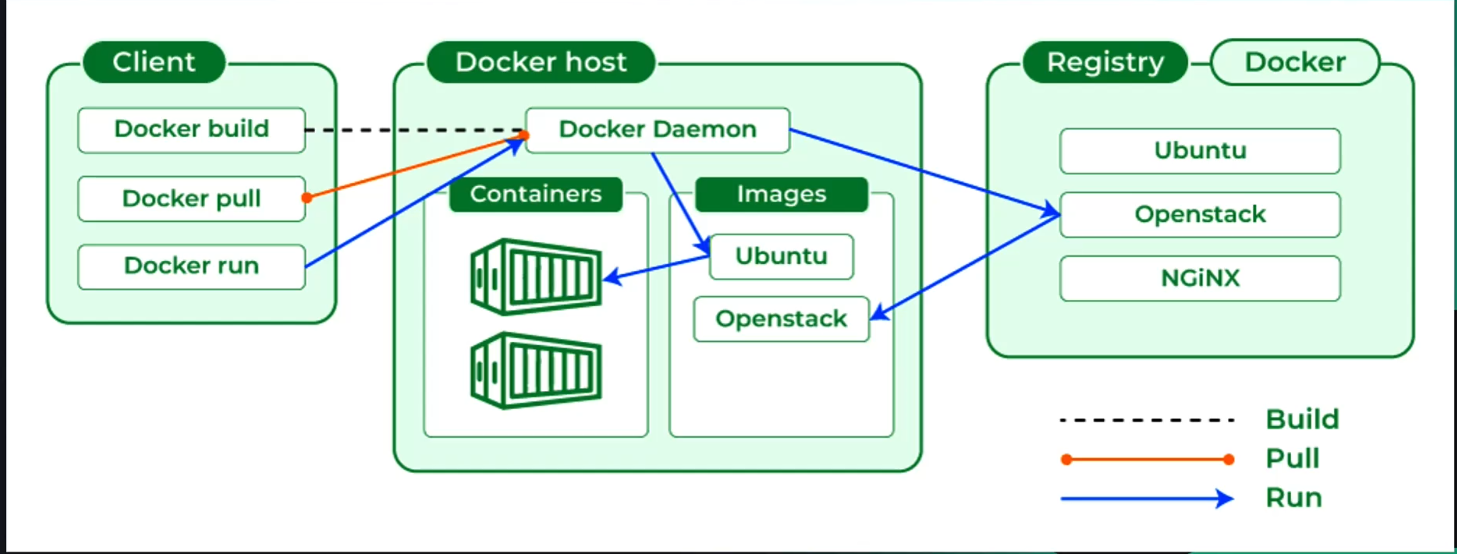 Client
Docker build
Docker pull
Docker run
Docker host
Docker Daemon
Containers
Images
Ubuntu
Openstack
Registry
Docker
Ubuntu
Openstack
NGiNX
Build
Pull
Run